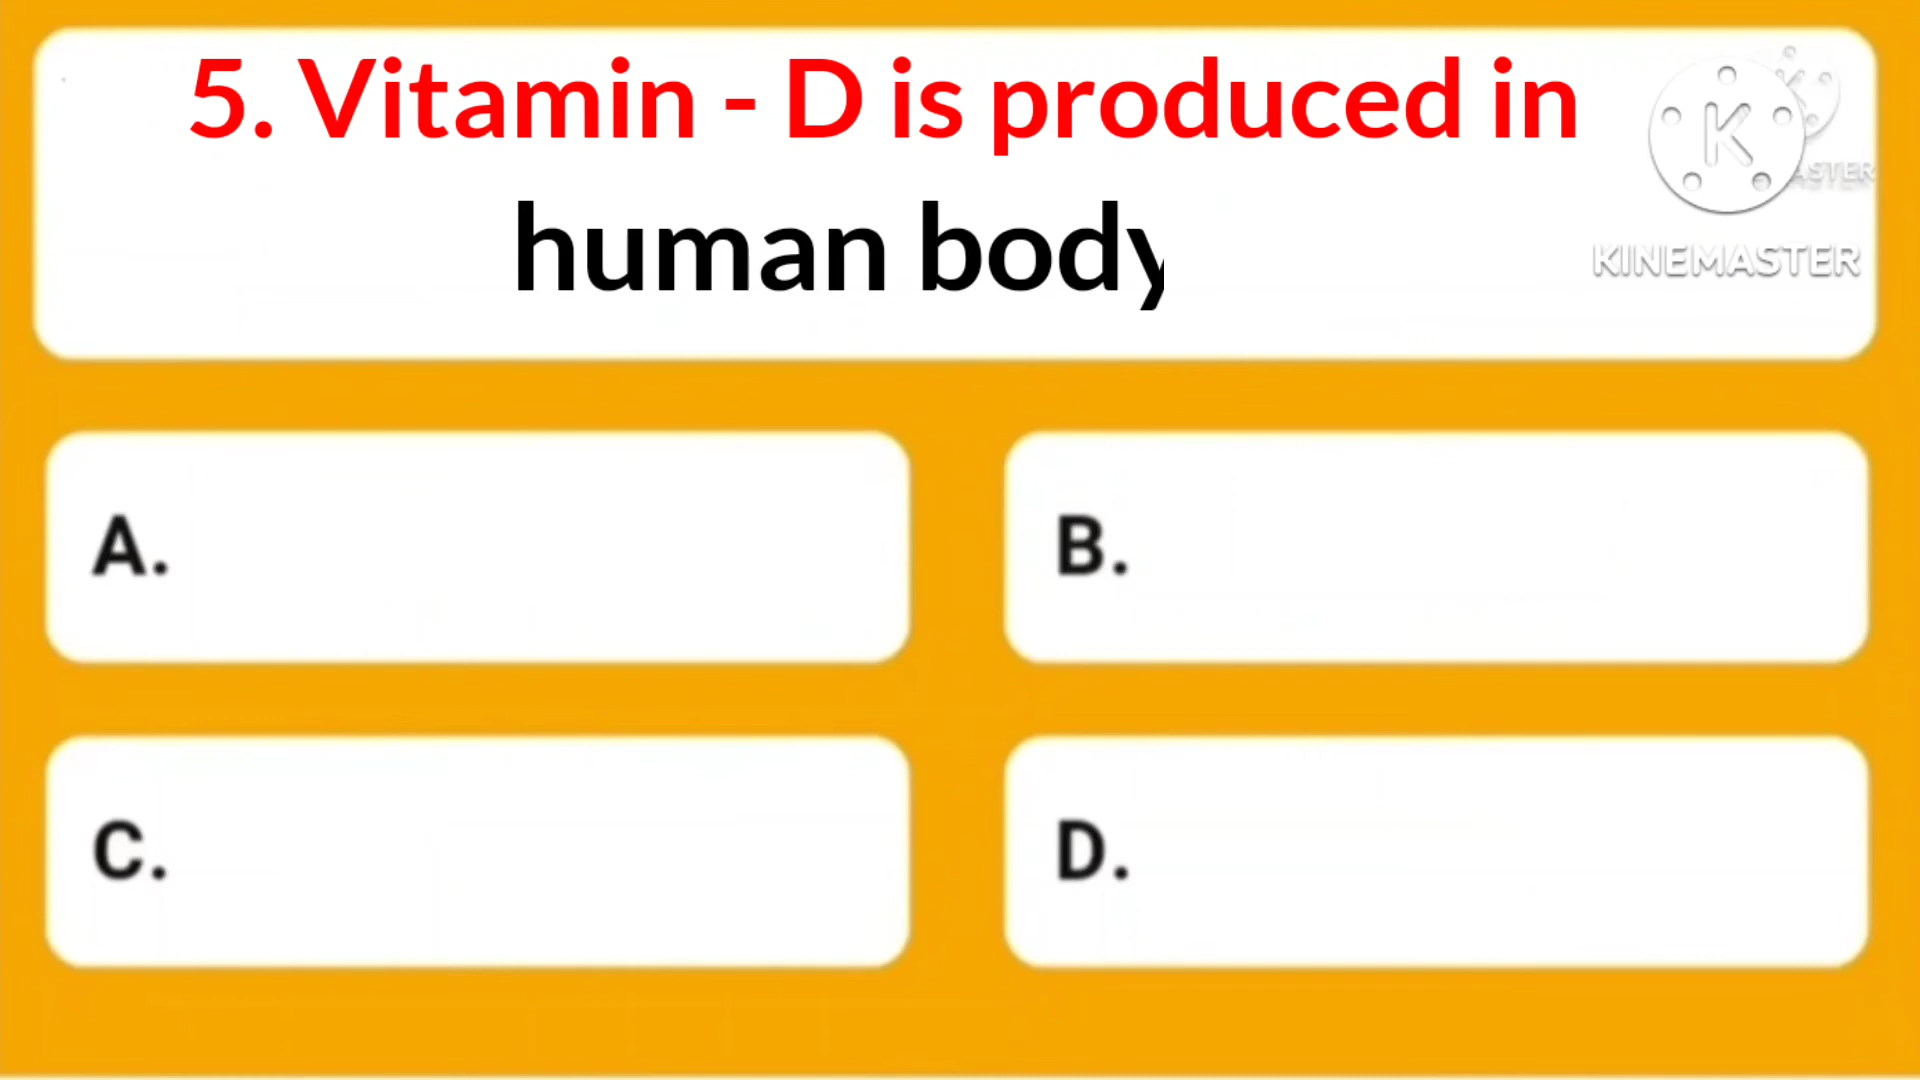 5. Vitamin - D is produced in
human body
K
KINEMASTER
A.
B.
C.
D.